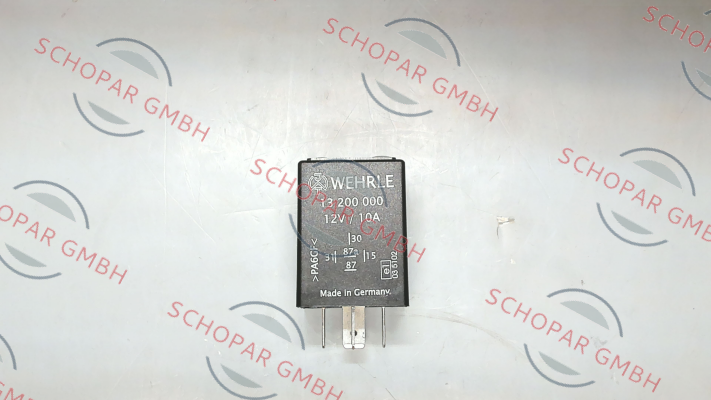 SCHOPAR GMBH
SCHOPAR GMBH
SCHOPAR GMBH
SCHOPAR GMBH
SCHOPAR GMBH
SCHOPAR GMBH
SCHOPAR GMBH
WEHRLE
13 200 000
12V / 10A
30
31 87a 15
87
Made in Germany
e1
03 5102